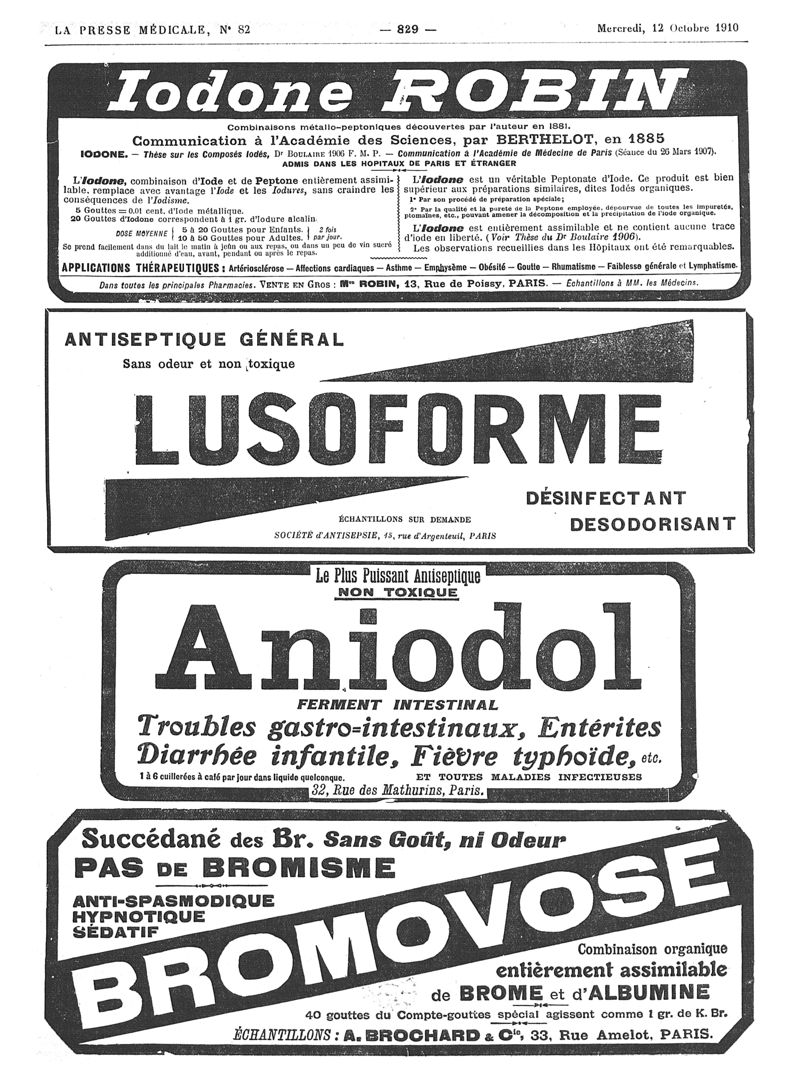 LA PRESSE MÉDICALE, N° 82 — 829 — Mercredi, 12 Octobre 1910
Iodone ROBIN
Combinaisons métallo-peptoniques découvertes par l'auteur en 1881.
Communication à l'Académie des Sciences, par BERTHELOT, en 1885
IODONE. — Thèse sur les Composés Iodés, Dr BOULAIRE 1906 F. M. P. — Communication à l'Académie de Médecine de Paris (Séance du 26 Mars 1907).
ADMIS DANS LES HOPITAUX DE PARIS ET ÉTRANGER
L'Iodone, combinaison d'Iode et de Peptone entièrement assimi-
lable, remplace avec avantage l'Iode et les Iodures, sans craindre les
conséquences de l'Iodisme.
5 Gouttes = 0,01 cent. d'Iode métallique.
20 Gouttes d'Iodone correspondent à 1 gr. d'Iodure alcalin
DOSE MOYENNE { 5 à 20 Gouttes pour Enfants. } 2 fois
10 à 50 Gouttes pour Adultes. } par jour.
Se prend facilement dans du lait le matin à jeûn ou aux repas, ou dans un peu de vin sucré
additionné d'eau, avant, pendant ou après le repas.
L'Iodone est un véritable Peptonate d'Iode. Ce produit est bien
supérieur aux préparations similaires, dites Iodés organiques.
1° Par son procédé de préparation spéciale;
2° Par la qualité et la pureté de la Peptone employée, dépourvue de toutes les impuretés,
ptomaïnes, etc., pouvant amener la décomposition et la précipitation de l'iode organique.
L'Iodone est entièrement assimilable et ne contient aucune trace
d'iode en liberté. (Voir Thèse du Dr Boulaire 1906).
Les observations recueillies dans les Hôpitaux ont été remarquables.
APPLICATIONS THÉRAPEUTIQUES : Artériosclérose — Affections cardiaques — Asthme — Emphysème — Obésité — Goutte — Rhumatisme — Faiblesse générale et Lymphatisme.
Dans toutes les principales Pharmacies. VENTE EN GROS : Mon ROBIN, 13, Rue de Poissy, PARIS. — Échantillons à MM. les Médecins.
ANTISEPTIQUE GÉNÉRAL
Sans odeur et non toxique
LUSOFORME
DÉSINFECTANT
DESODORISANT
ÉCHANTILLONS SUR DEMANDE
SOCIÉTÉ d'ANTISEPSIE, 15, rue d'Argenteuil, PARIS
Le Plus Puissant Antiseptique
NON TOXIQUE
Aniodol
FERMENT INTESTINAL
Troubles gastro-intestinaux, Entérites
Diarrhée infantile, Fièvre typhoïde, etc.
1 à 6 cuillerées à café par jour dans liquide quelconque. ET TOUTES MALADIES INFECTIEUSES
32, Rue des Mathurins, Paris.
Succédané des Br. Sans Goût, ni Odeur
PAS DE BROMISME
ANTI-SPASMODIQUE
HYPNOTIQUE
SÉDATIF
BROMOVOSE
Combinaison organique
entièrement assimilable
de BROME et d'ALBUMINE
40 gouttes du Compte-gouttes spécial agissent comme 1 gr. de K. Br.
ÉCHANTILLONS : A. BROCHARD & Cie, 33, Rue Amelot, PARIS.